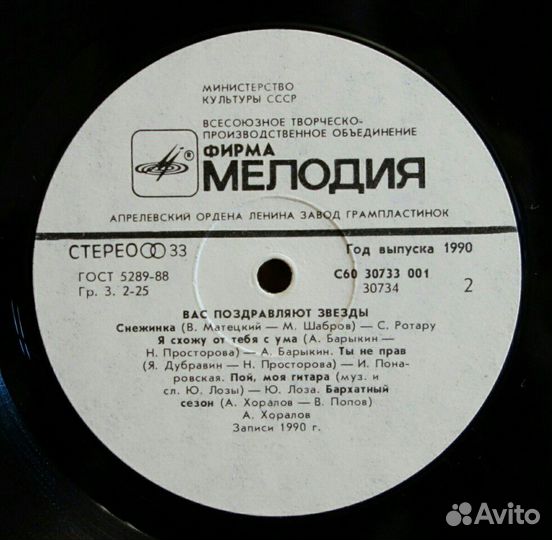 МИНИСТЕРСТВО
КУЛЬТУРЫ СССР
ВСЕСОЮЗНОЕ ТВОРЧЕСКО-
ПРОИЗВОДСТВЕННОЕ ОБЪЕДИНЕНИЕ
®
ФИРМА
МЕЛОДИЯ
АПРЕЛЕВСКИЙ ОРДЕНА ЛЕНИНА ЗАВОД ГРАМПЛАСТИНОК
СТЕРЕО 33
Год выпуска 1990
ГОСТ 5289-88
Гр. 3. 2-25
С60 30733 001
30734
2
ВАС ПОЗДРАВЛЯЮТ ЗВЕЗДЫ
Снежинка (В. Матецкий — М. Шабров) — С. Ротару
Я схожу от тебя с ума (А. Барыкин —
Н. Просторова) — А. Барыкин. Ты не прав
(Я. Дубравин — Н. Просторова) — И. Пона-
ровская. Пой, моя гитара (муз. и
сл. Ю. Лозы) — Ю. Лоза. Бархатный
сезон (А. Хоралов — В. Попов)
А. Хоралов
Записи 1990 г.
Avito